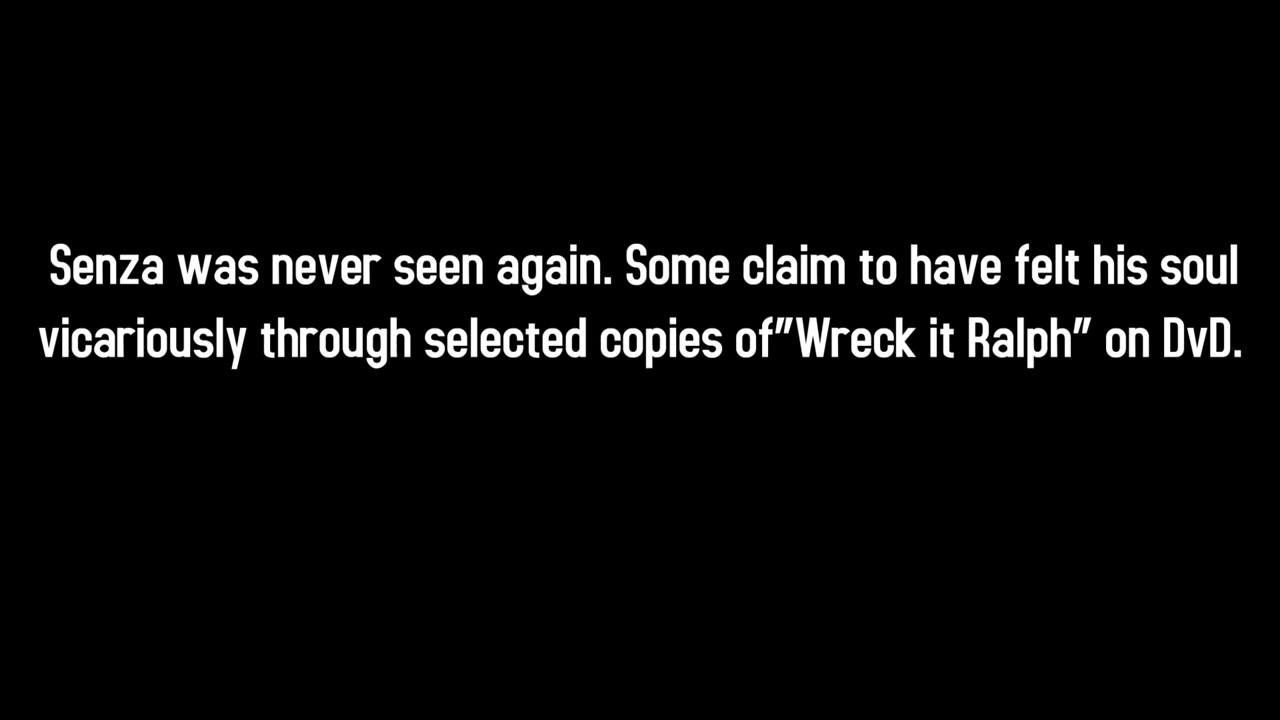 Senza was never seen again. Some claim to have felt his soul
vicariously through selected copies of"Wreck it Ralph" on DvD.